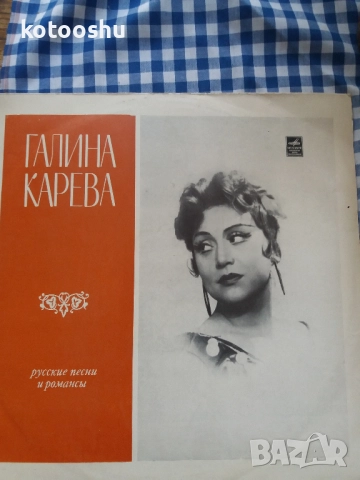 kotooshu
ГАЛИНА
КАРЕВА
русские песни
и романсы
BAZAR